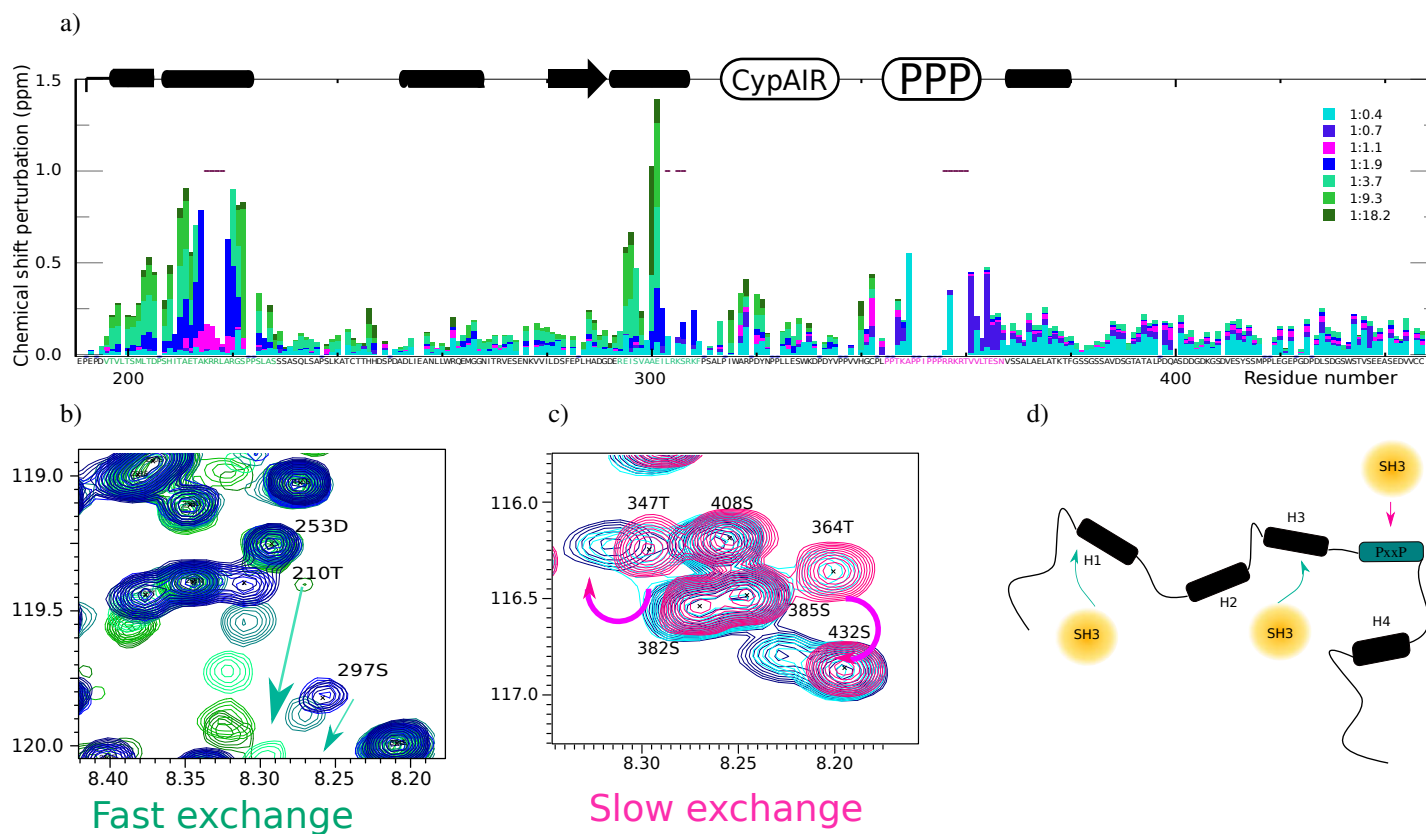 a)
Chemical shift perturbation (ppm)
1.5
1.0
0.5
0.0
CypAIR
PPP
1:0.4
1:0.7
1:1.1
1:1.9
1:3.7
1:9.3
1:18.2
EPEPDVTVLTSMLTDPSHITAETAKRRLARGSPPSLASSSASQLSAPSLKATCTTHHDSPDADLIEANLLWRQEMGGNITRVESENKVVILDSFEPLHADGDEREISVAAEILRKSRKFPSALPIWARPDYNPPLLESWKDPDYVPPVVHGCPLPPTKAPPIPPPRRKRTVVLTESNVSSALAELATKTFGSSGSSAVDSGTATALPDQASDDGDKGSDVESYSSMPPLEGEPGDPDLSDGSWSTVSEEASEDVVCC
200
300
400
Residue number
b)
119.0
119.5
120.0
253D
210T
297S
8.40
8.35
8.30
8.25
8.20
Fast exchange
c)
116.0
116.5
117.0
347T
408S
364T
385S
382S
432S
8.30
8.25
8.20
Slow exchange
d)
SH3
H3
PxxP
H1
H2
SH3
SH3
H4